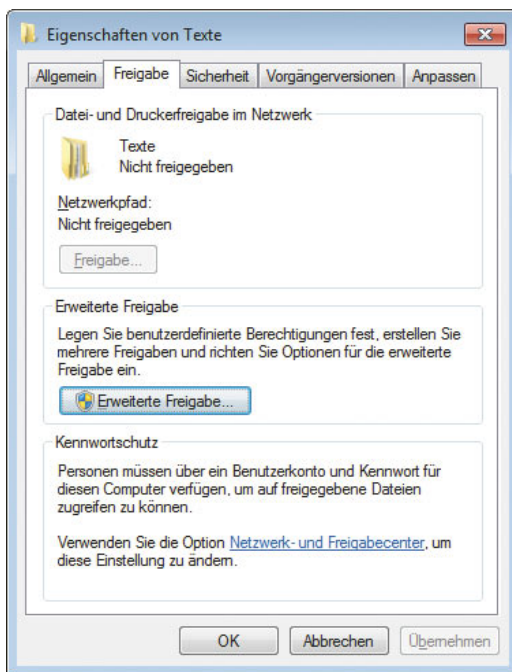 Eigenschaften von Texte
Allgemein Freigabe Sicherheit Vorgängerversionen Anpassen
Datei- und Druckerfreigabe im Netzwerk
Texte
Nicht freigegeben
Netzwerkpfad:
Nicht freigegeben
Freigabe...
Erweiterte Freigabe
Legen Sie benutzerdefinierte Berechtigungen fest, erstellen Sie
mehrere Freigaben und richten Sie Optionen für die erweiterte
Freigabe ein.
Erweiterte Freigabe...
Kennwortschutz
Personen müssen über ein Benutzerkonto und Kennwort für
diesen Computer verfügen, um auf freigegebene Dateien
zugreifen zu können.
Verwenden Sie die Option Netzwerk- und Freigabecenter, um
diese Einstellung zu ändern.
OK Abbrechen Übernehmen